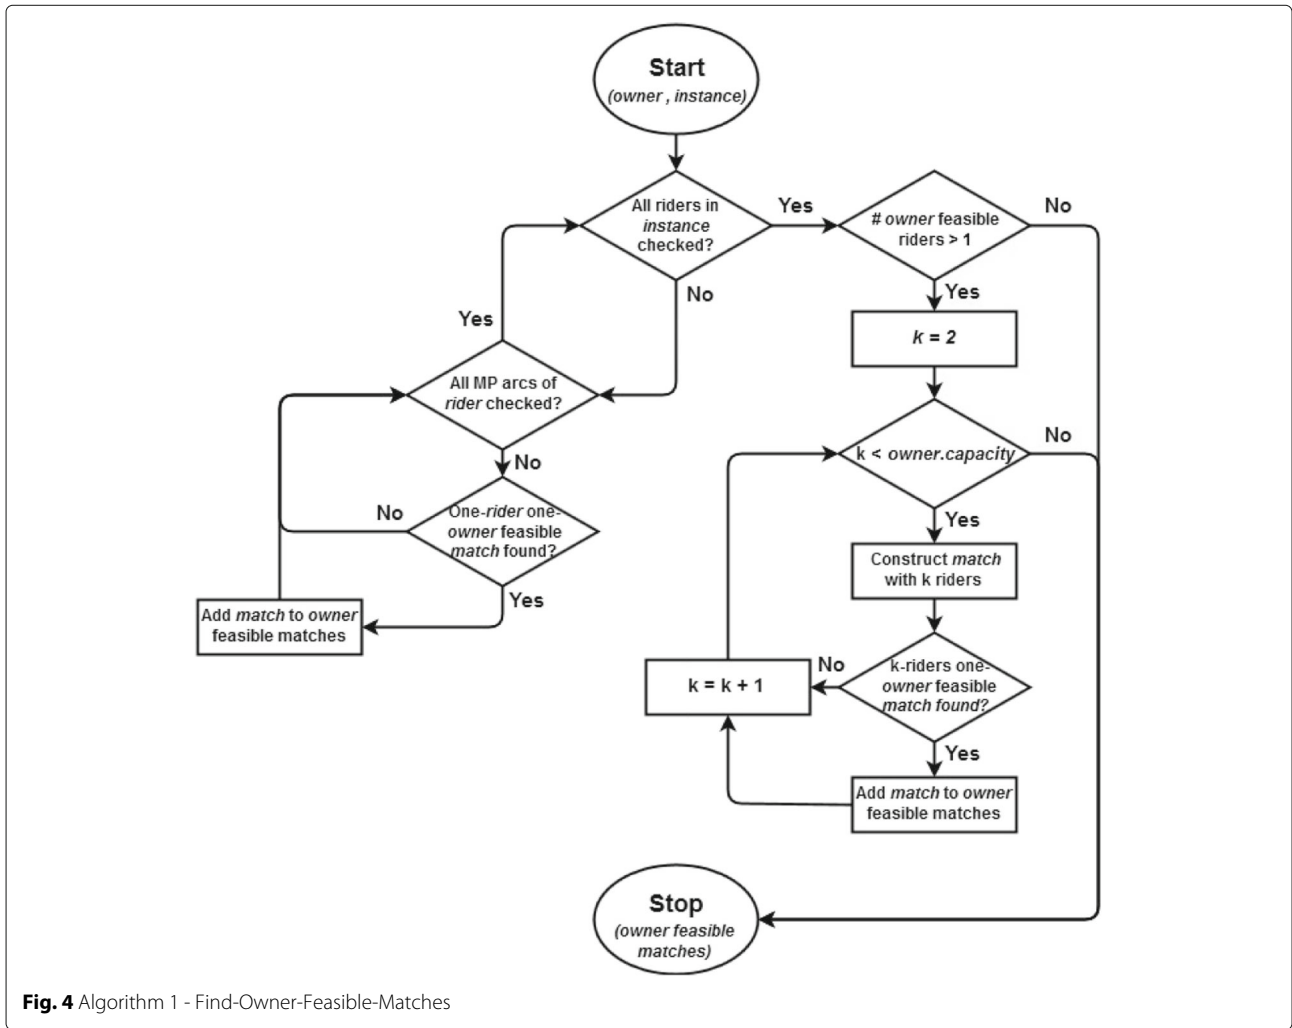 Start
(owner , instance)
All riders in
instance
checked?
Yes
No
# owner feasible
riders > 1
No
Yes
k = 2
Yes
All MP arcs of
rider checked?
No
k < owner.capacity
No
Yes
One-rider one-
owner feasible
match found?
No
Yes
Add match to owner
feasible matches
Construct match
with k riders
k-riders one-
owner feasible
match found?
No
k = k + 1
Yes
Add match to owner
feasible matches
Stop
(owner feasible
matches)
Fig. 4 Algorithm 1 - Find-Owner-Feasible-Matches